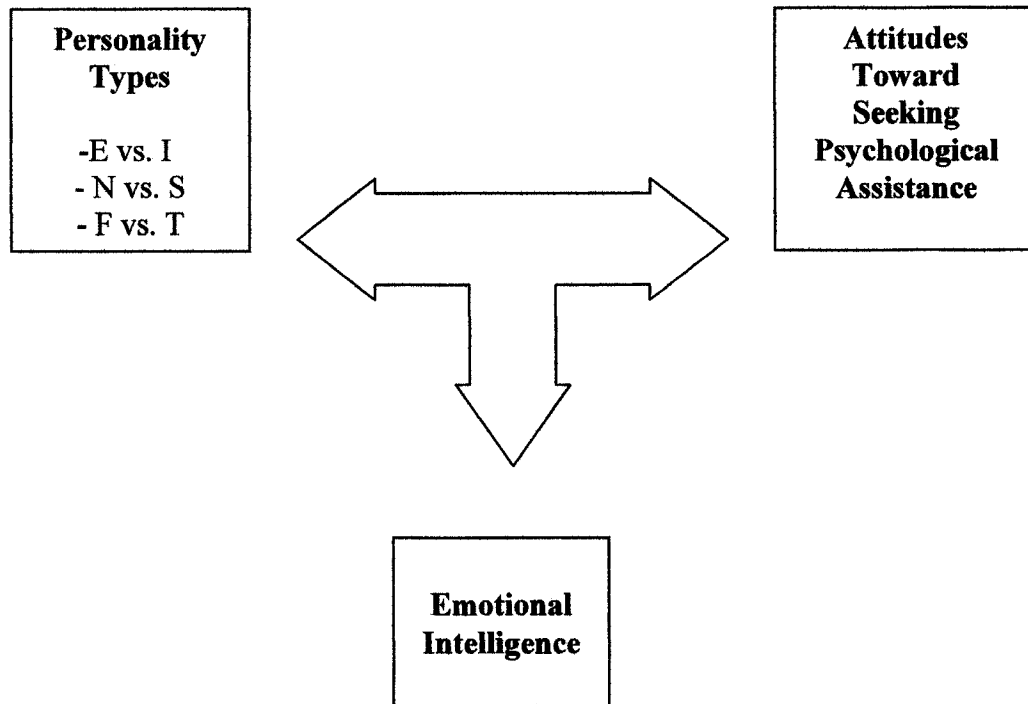 Personality
Types
-E vs. I
- N vs. S
- F vs. T
Attitudes
Toward
Seeking
Psychological
Assistance
Emotional
Intelligence